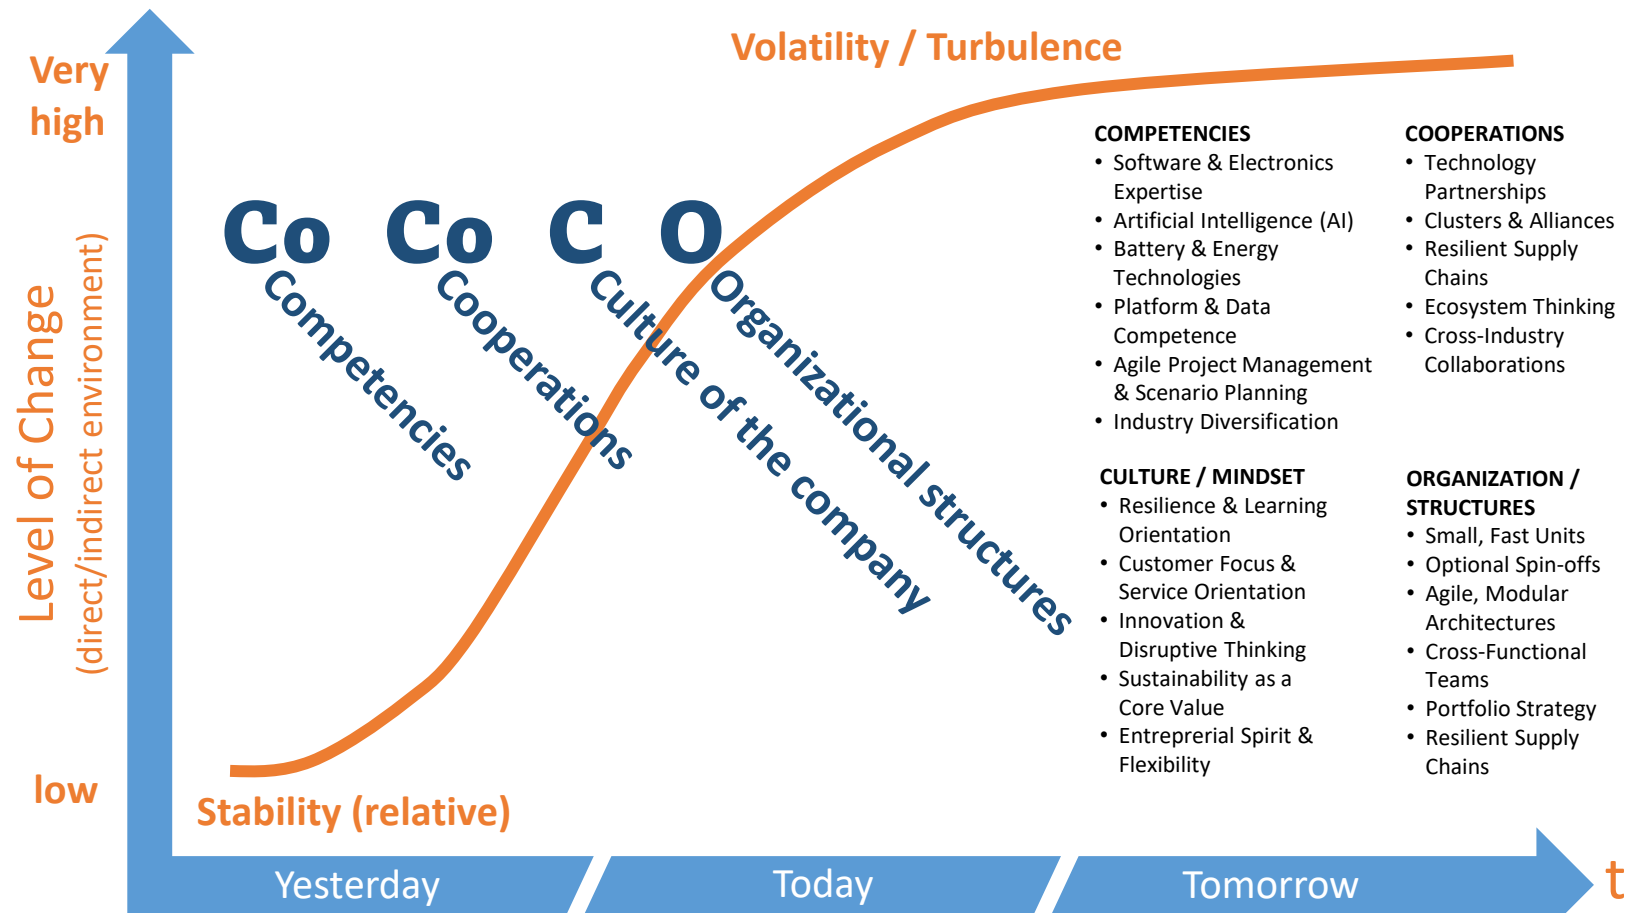 Very
high
Level of Change
(direct/indirect environment)
low
Volatility / Turbulence
Stability (relative)
Co Co C O
Competencies
Cooperations
Culture of the company
Organizational structures
COMPETENCIES
• Software & Electronics
Expertise
• Artificial Intelligence (AI)
• Battery & Energy
Technologies
• Platform & Data
Competence
• Agile Project Management
& Scenario Planning
• Industry Diversification
COOPERATIONS
• Technology
Partnerships
• Clusters & Alliances
• Resilient Supply
Chains
• Ecosystem Thinking
• Cross-Industry
Collaborations
CULTURE / MINDSET
• Resilience & Learning
Orientation
• Customer Focus &
Service Orientation
• Innovation &
Disruptive Thinking
• Sustainability as a
Core Value
• Entreprerial Spirit &
Flexibility
ORGANIZATION /
STRUCTURES
• Small, Fast Units
• Optional Spin-offs
• Agile, Modular
Architectures
• Cross-Functional
Teams
• Portfolio Strategy
• Resilient Supply
Chains
Yesterday
Today
Tomorrow
t